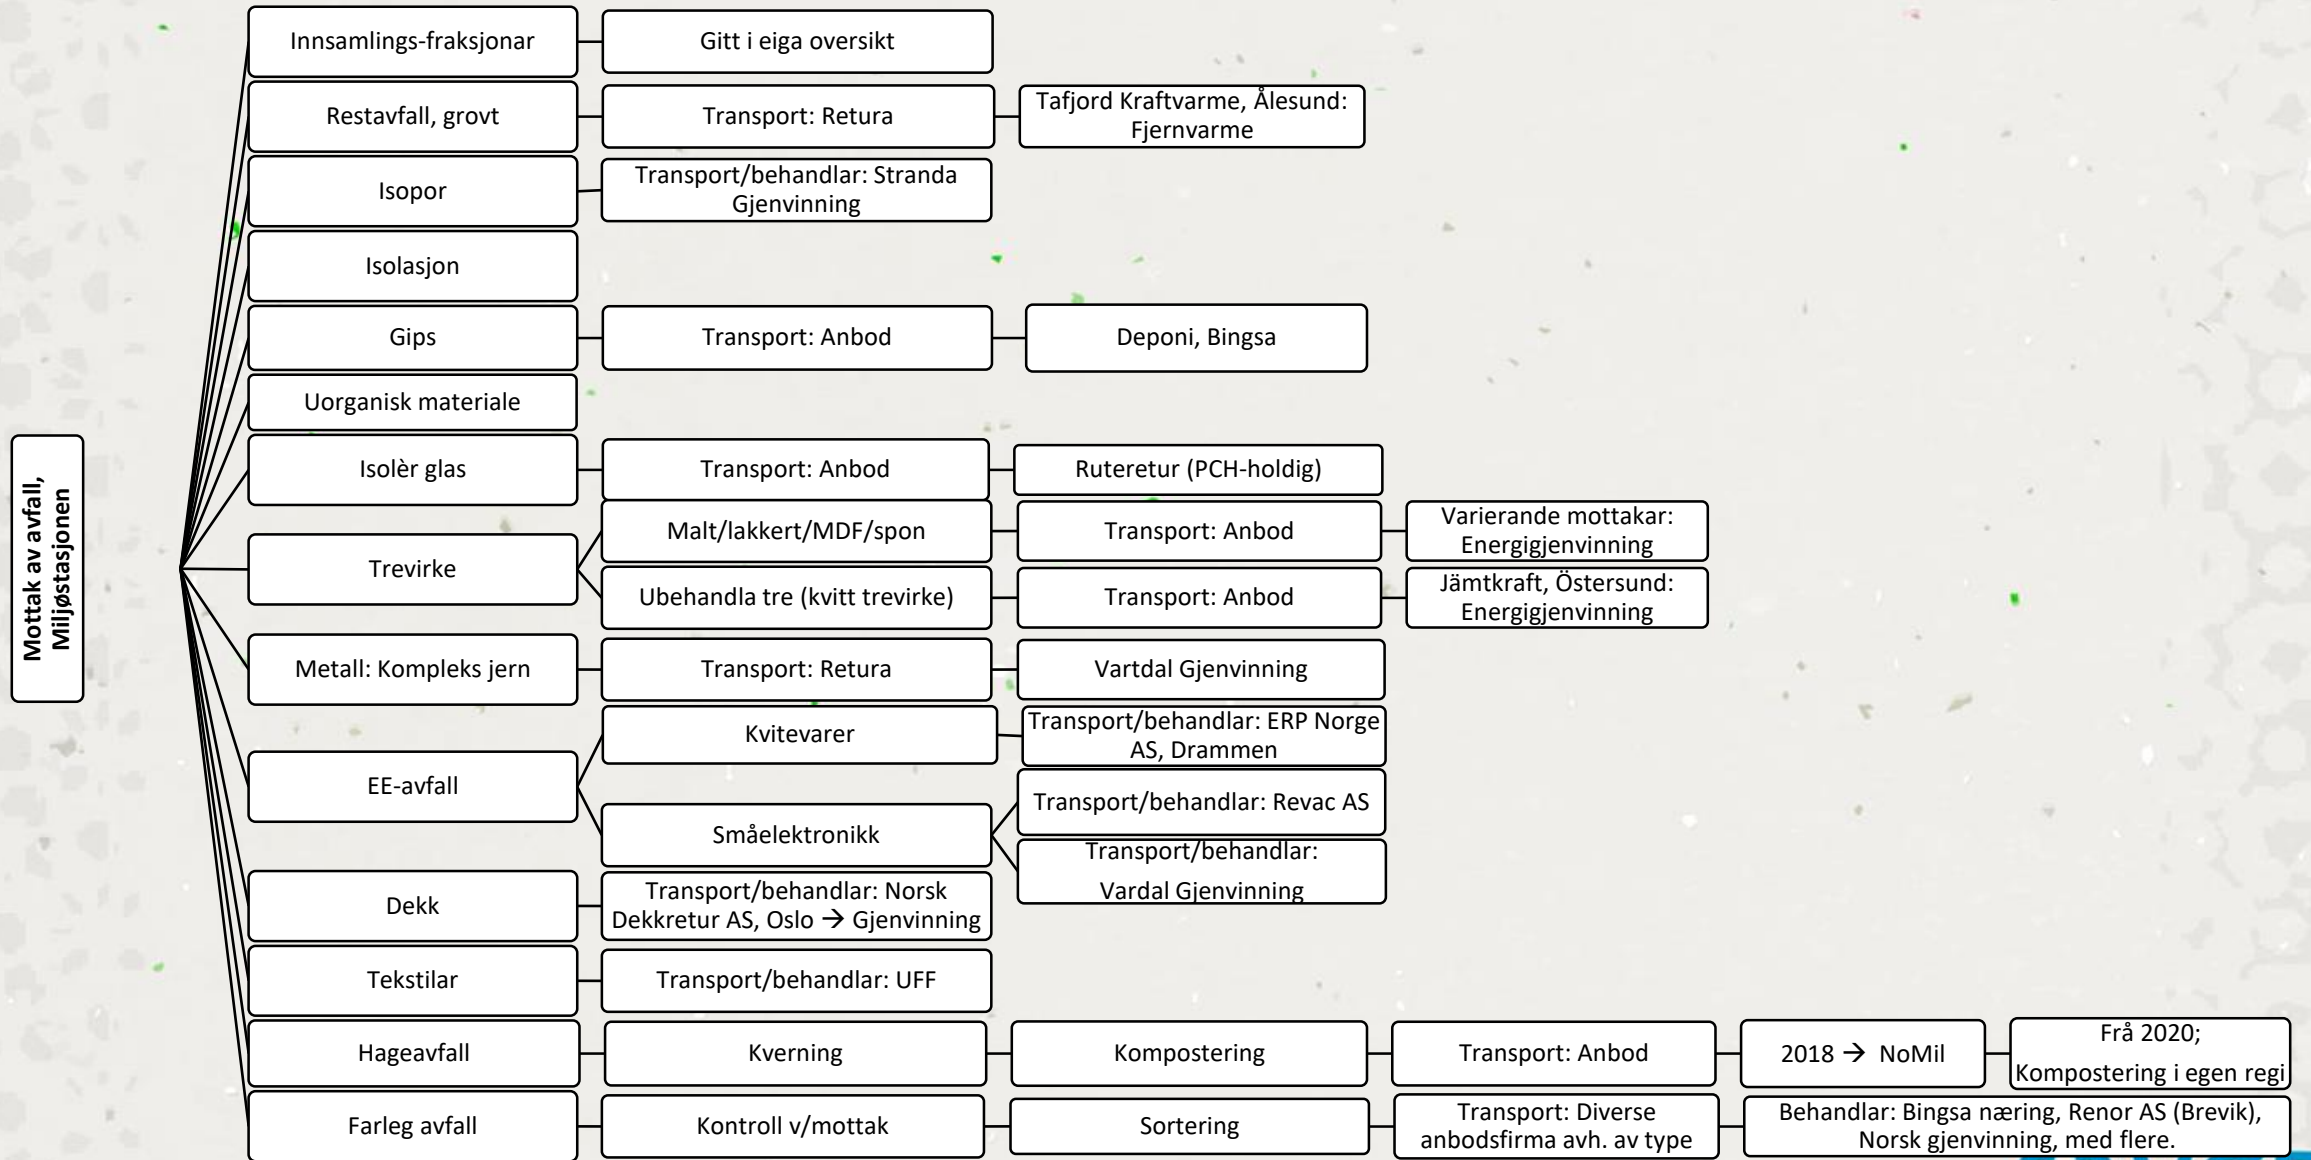 Mottak av avfall,
Miljøstasjonen
Innsamlings-fraksjonar
Gitt i eiga oversikt
Restavfall, grovt
Transport: Retura
Tafjord Kraftvarme, Ålesund:
Fjernvarme
Isopor
Transport/behandlar: Stranda
Gjenvinning
Isolasjon
Gips
Transport: Anbod
Deponi, Bingsa
Uorganisk materiale
Isolèr glas
Transport: Anbod
Ruteretur (PCH-holdig)
Trevirke
Malt/lakkert/MDF/spon
Transport: Anbod
Varierande mottakar:
Energigjenvinning
Ubehandla tre (kvitt trevirke)
Transport: Anbod
Jämtkraft, Östersund:
Energigjenvinning
Metall: Kompleks jern
Transport: Retura
Vartdal Gjenvinning
EE-avfall
Kvitevarer
Transport/behandlar: ERP Norge
AS, Drammen
Småelektronikk
Transport/behandlar: Revac AS
Transport/behandlar:
Vardal Gjenvinning
Dekk
Transport/behandlar: Norsk
Dekkretur AS, Oslo → Gjenvinning
Tekstilar
Transport/behandlar: UFF
Hageavfall
Kverning
Kompostering
Transport: Anbod
2018 → NoMil
Frå 2020;
Kompostering i egen regi
Farleg avfall
Kontroll v/mottak
Sortering
Transport: Diverse
anbodsfirma avh. av type
Behandlar: Bingsa næring, Renor AS (Brevik),
Norsk gjenvinning, med flere.